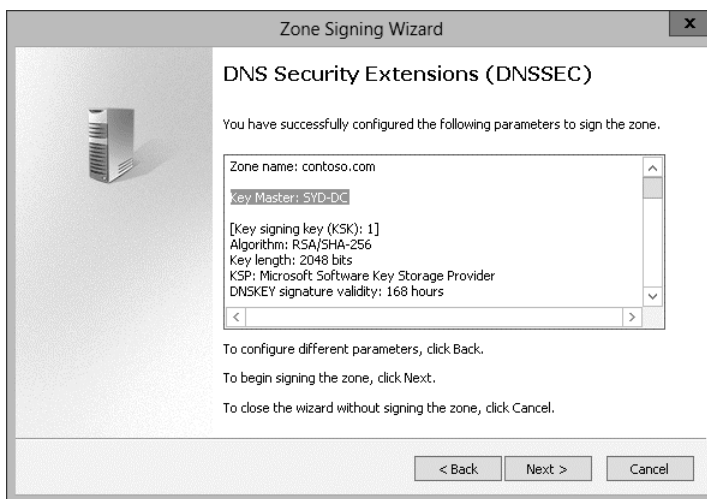 Zone Signing Wizard
x
DNS Security Extensions (DNSSEC)
You have successfully configured the following parameters to sign the zone.
Zone name: contoso.com
Key Master: SYD-DC
[Key signing key (KSK): 1]
Algorithm: RSA/SHA-256
Key length: 2048 bits
KSP: Microsoft Software Key Storage Provider
DNSKEY signature validity: 168 hours
To configure different parameters, click Back.
To begin signing the zone, click Next.
To close the wizard without signing the zone, click Cancel.
< Back Next > Cancel